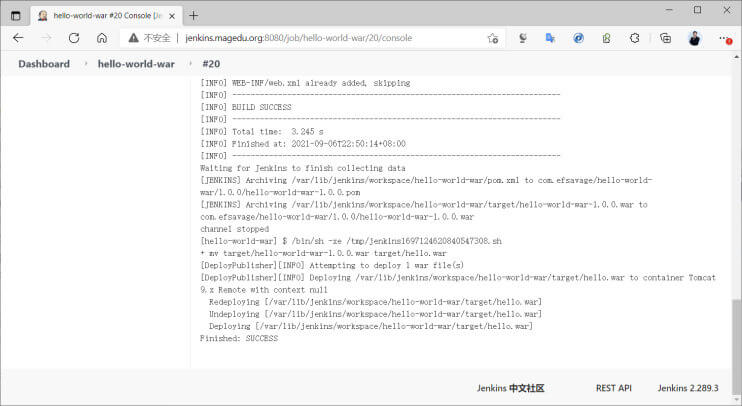 hello-world-war #20 Console [Je
不安全 | jenkins.magedu.org:8080/job/hello-world-war/20/console
Dashboard
hello-world-war
#20
[INFO] WEB-INF/web.xml already added, skipping
[INFO] ------------------------------------------------------------------------
[INFO] BUILD SUCCESS
[INFO] ------------------------------------------------------------------------
[INFO] Total time:  3.245 s
[INFO] Finished at: 2021-09-06T22:50:14+08:00
[INFO] ------------------------------------------------------------------------
Waiting for Jenkins to finish collecting data
[JENKINS] Archiving /var/lib/jenkins/workspace/hello-world-war/pom.xml to com.efsavage/hello-world-
war/1.0.0/hello-world-war-1.0.0.pom
[JENKINS] Archiving /var/lib/jenkins/workspace/hello-world-war/target/hello-world-war-1.0.0.war to
com.efsavage/hello-world-war/1.0.0/hello-world-war-1.0.0.war
channel stopped
[hello-world-war] $ /bin/sh -xe /tmp/jenkins1697124620840547308.sh
+ mv target/hello-world-war-1.0.0.war target/hello.war
[DeployPublisher][INFO] Attempting to deploy 1 war file(s)
[DeployPublisher][INFO] Deploying /var/lib/jenkins/workspace/hello-world-war/target/hello.war to container Tomcat
9.x Remote with context null
Redeploying [/var/lib/jenkins/workspace/hello-world-war/target/hello.war]
Undeploying [/var/lib/jenkins/workspace/hello-world-war/target/hello.war]
Deploying [/var/lib/jenkins/workspace/hello-world-war/target/hello.war]
Finished: SUCCESS
Jenkins 中文社区
REST API
Jenkins 2.289.3